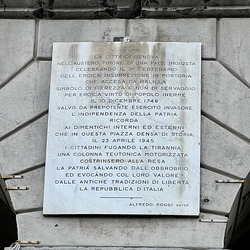 LA CITTÀ DI GENOVA
NELL'AUSTERO TIMORE DI UNA PACE INGIUSTA
CELEBRANDO IL 2° CENTENARIO
DELL'EROICA INSURREZIONE IN PORTORIA
CHE ACCESA DA BALILLA
SIMBOLO DI FIEREZZA E NON DI SERVAGGIO
PER EROICA VIRTÙ DI POPOLO INERME
IL 10 DICEMBRE 1746
SALVÒ DA PREPOTENTE ESERCITO INVASORE
L'INDIPENDENZA DELLA PATRIA
RICORDA
AI DIMENTICHI INTERNI ED ESTERNI
CHE IN QUESTA PIAZZA DENSA DI STORIA
IL 23 APRILE 1945
I CITTADINI FUGANDO LA TIRANNIA
UNA COLONNA TEUTONICA MOTORIZZATA
COSTRINSERO ALLA RESA
LA PATRIA SALVANDO DALL'OBBROBRIO
ED EVOCANDO COL LORO VALORE
DALLE ANTICHE TRADIZIONI DI LIBERTÀ
LA REPUBBLICA D'ITALIA
ALFREDO POGGI